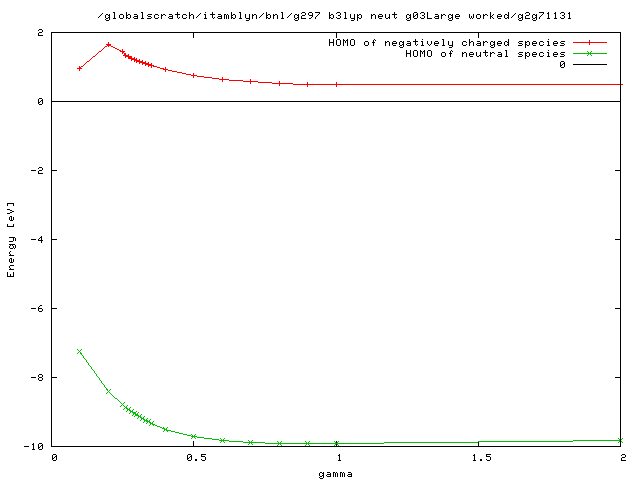 /globalscratch/itamblyn/bnl/g297 b3lyp neut g03Large worked/g2g71131
HOMO of negatively charged species
HOMO of neutral species
0
2
0
-2
-4
-6
-8
-10
Energy [eV]
0 0.5 1 1.5 2
gamma